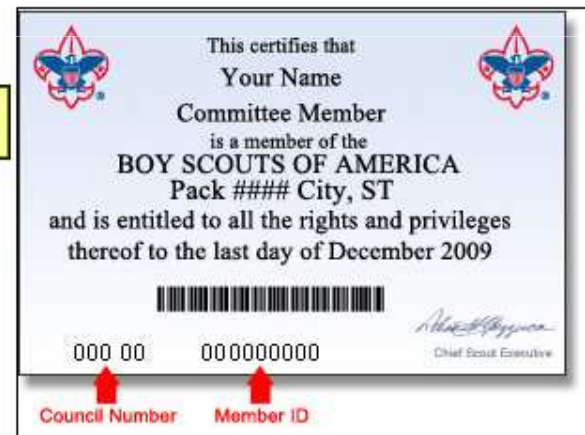 This certifies that
Your Name
Committee Member
is a member of the
BOY SCOUTS OF AMERICA
Pack #### City, ST
and is entitled to all the rights and privileges
thereof to the last day of December 2009
000 00 000000000
Chief Scout Executive
Council Number Member ID